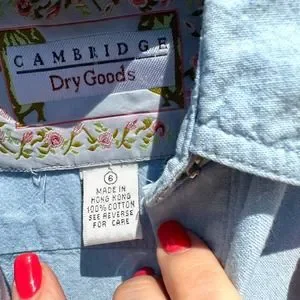 CAMBRIDGE
Dry Goods
6
MADE IN
HONG KONG
100% COTTON
SEE REVERSE
FOR CARE